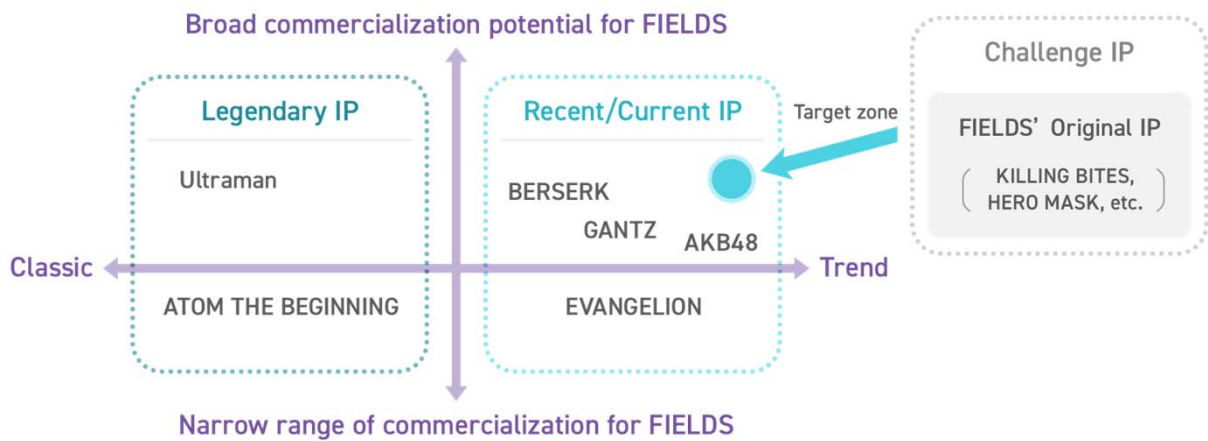 Broad commercialization potential for FIELDS
Legendary IP
Ultraman
ATOM THE BEGINNING
Recent/Current IP
BERSERK
GANTZ
AKB48
EVANGELION
Classic
Trend
Narrow range of commercialization for FIELDS
Target zone
Challenge IP
FIELDS’ Original IP
( KILLING BITES,
HERO MASK, etc. )